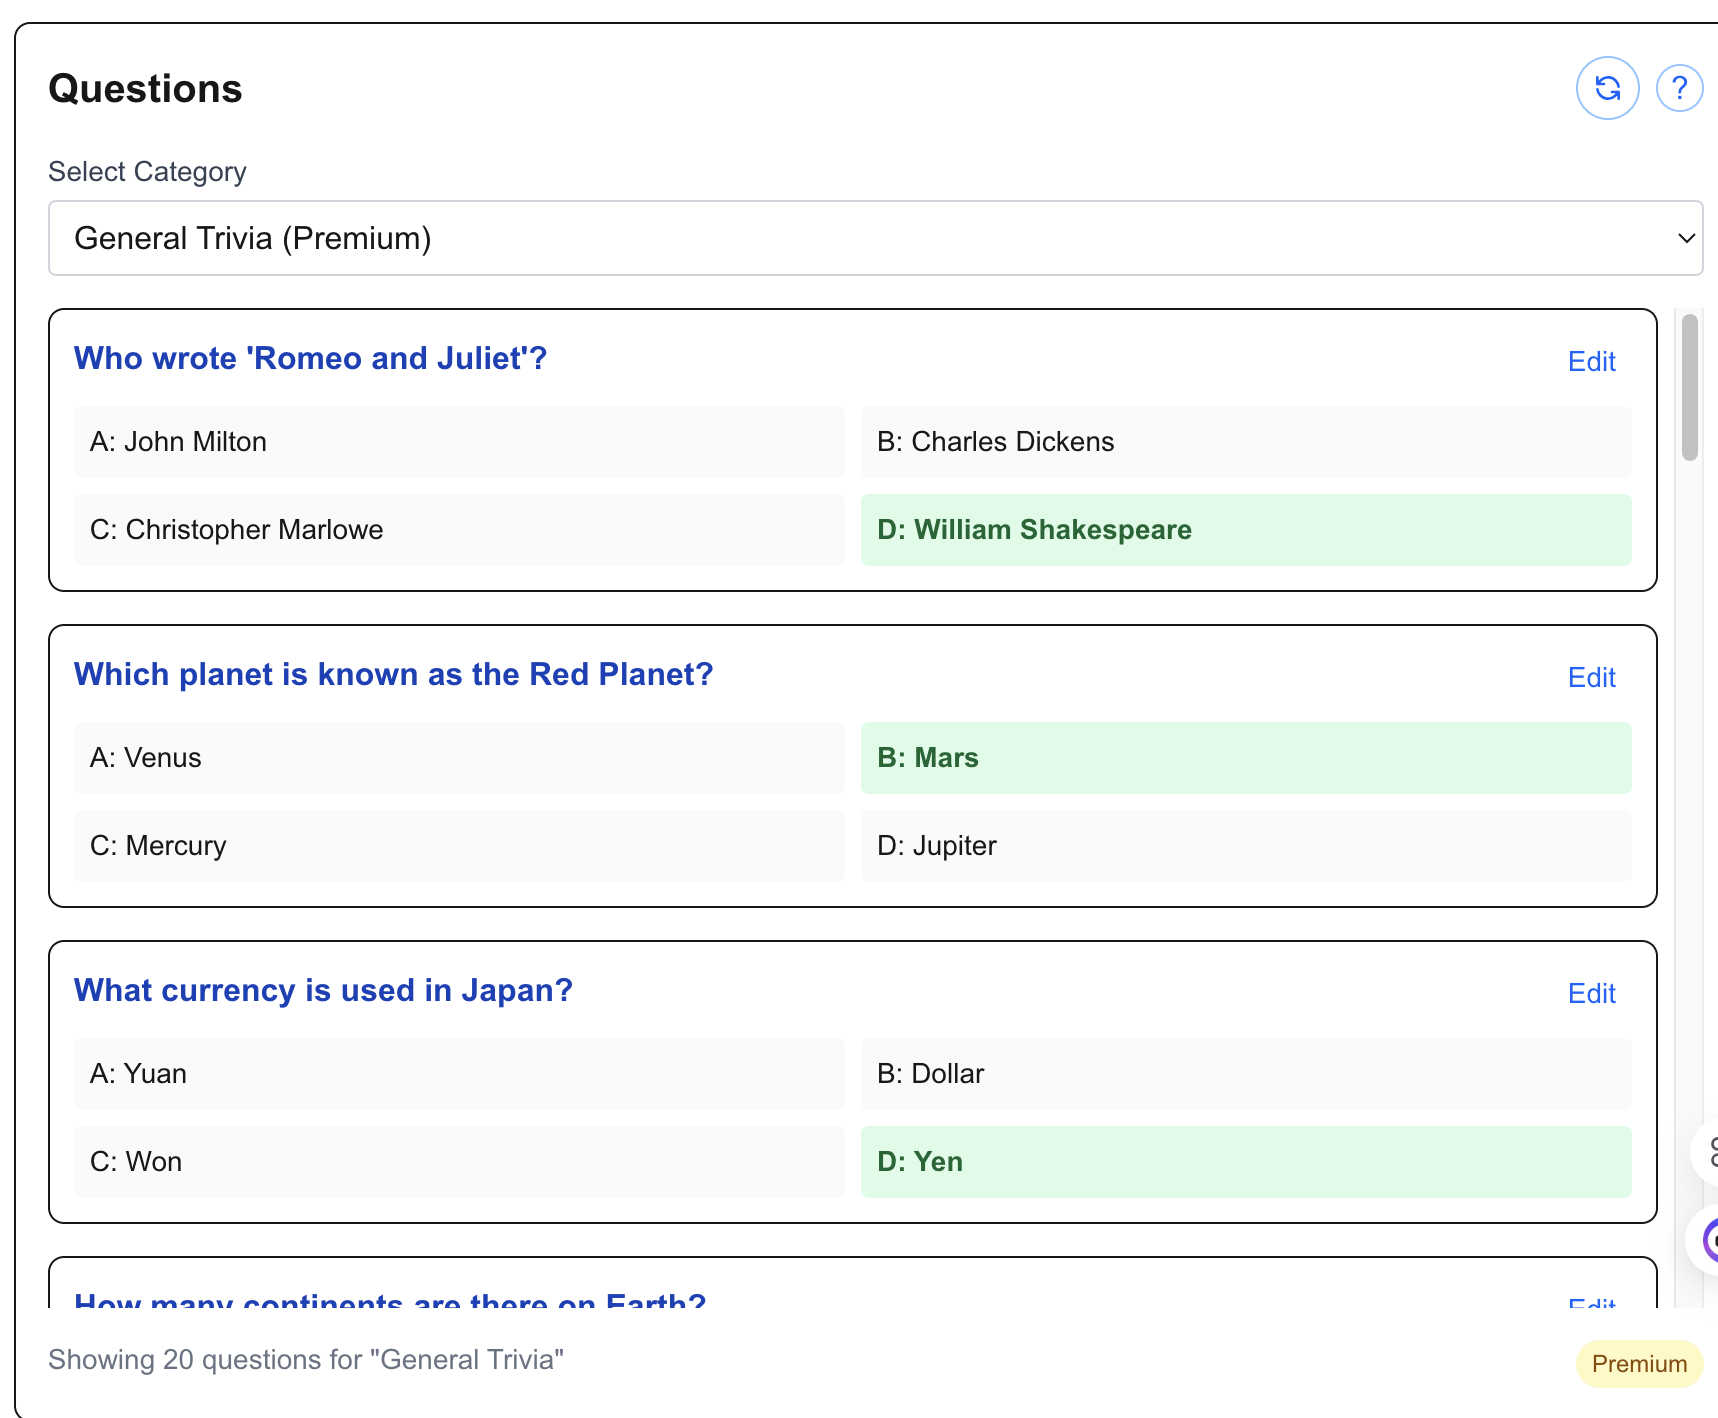 Questions
?
Select Category
General Trivia (Premium)
Who wrote 'Romeo and Juliet'?
Edit
A: John Milton
B: Charles Dickens
C: Christopher Marlowe
D: William Shakespeare
Which planet is known as the Red Planet?
Edit
A: Venus
B: Mars
C: Mercury
D: Jupiter
What currency is used in Japan?
Edit
A: Yuan
B: Dollar
C: Won
D: Yen
How many continents are there on Earth?
Edit
Showing 20 questions for "General Trivia"
Premium